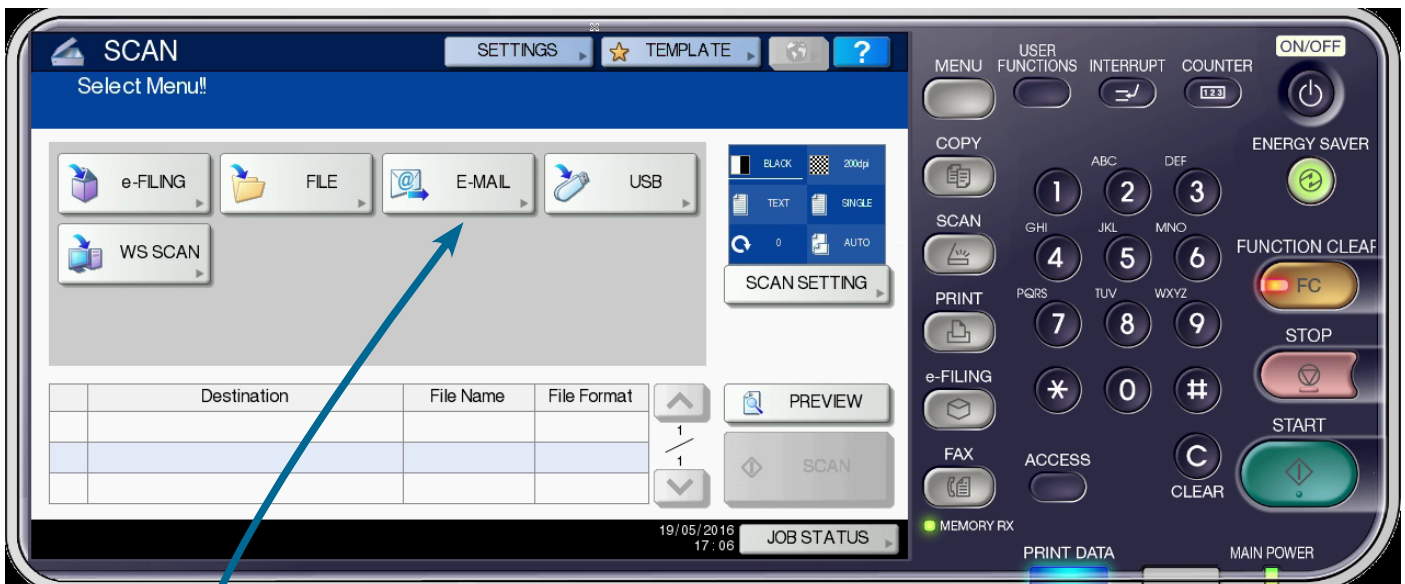 SCAN
SETTINGS
TEMPLATE
?
Select Menu!!
e-FILING
FILE
E-MAIL
USB
WS SCAN
BLACK
200dpi
TEXT
SINGLE
0
AUTO
SCAN SETTING
Destination
File Name
File Format
1
1
PREVIEW
SCAN
19/05/2016
17:06
JOB STATUS
MENU
USER
FUNCTIONS
INTERRUPT
COUNTER
123
ON/OFF
COPY
SCAN
PRINT
e-FILING
FAX
MEMORY RX
1
ABC
2
DEF
3
GHI
4
JKL
5
MNO
6
PQRS
7
TUV
8
WXYZ
9
*
0
#
ACCESS
C
CLEAR
ENERGY SAVER
FUNCTION CLEAR
FC
STOP
START
PRINT DATA
MAIN POWER